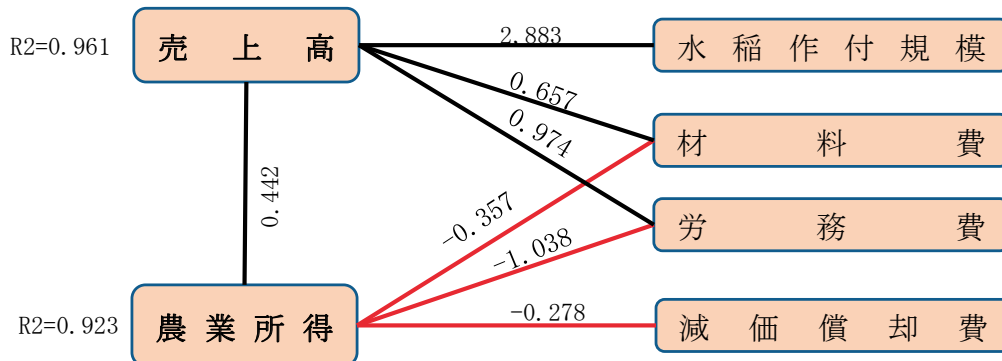 R2=0.961
売上高
2.883
水稲作付規模
0.657
材料費
0.974
労務費
0.442
-0.357
-1.038
R2=0.923
農業所得
-0.278
減価償却費